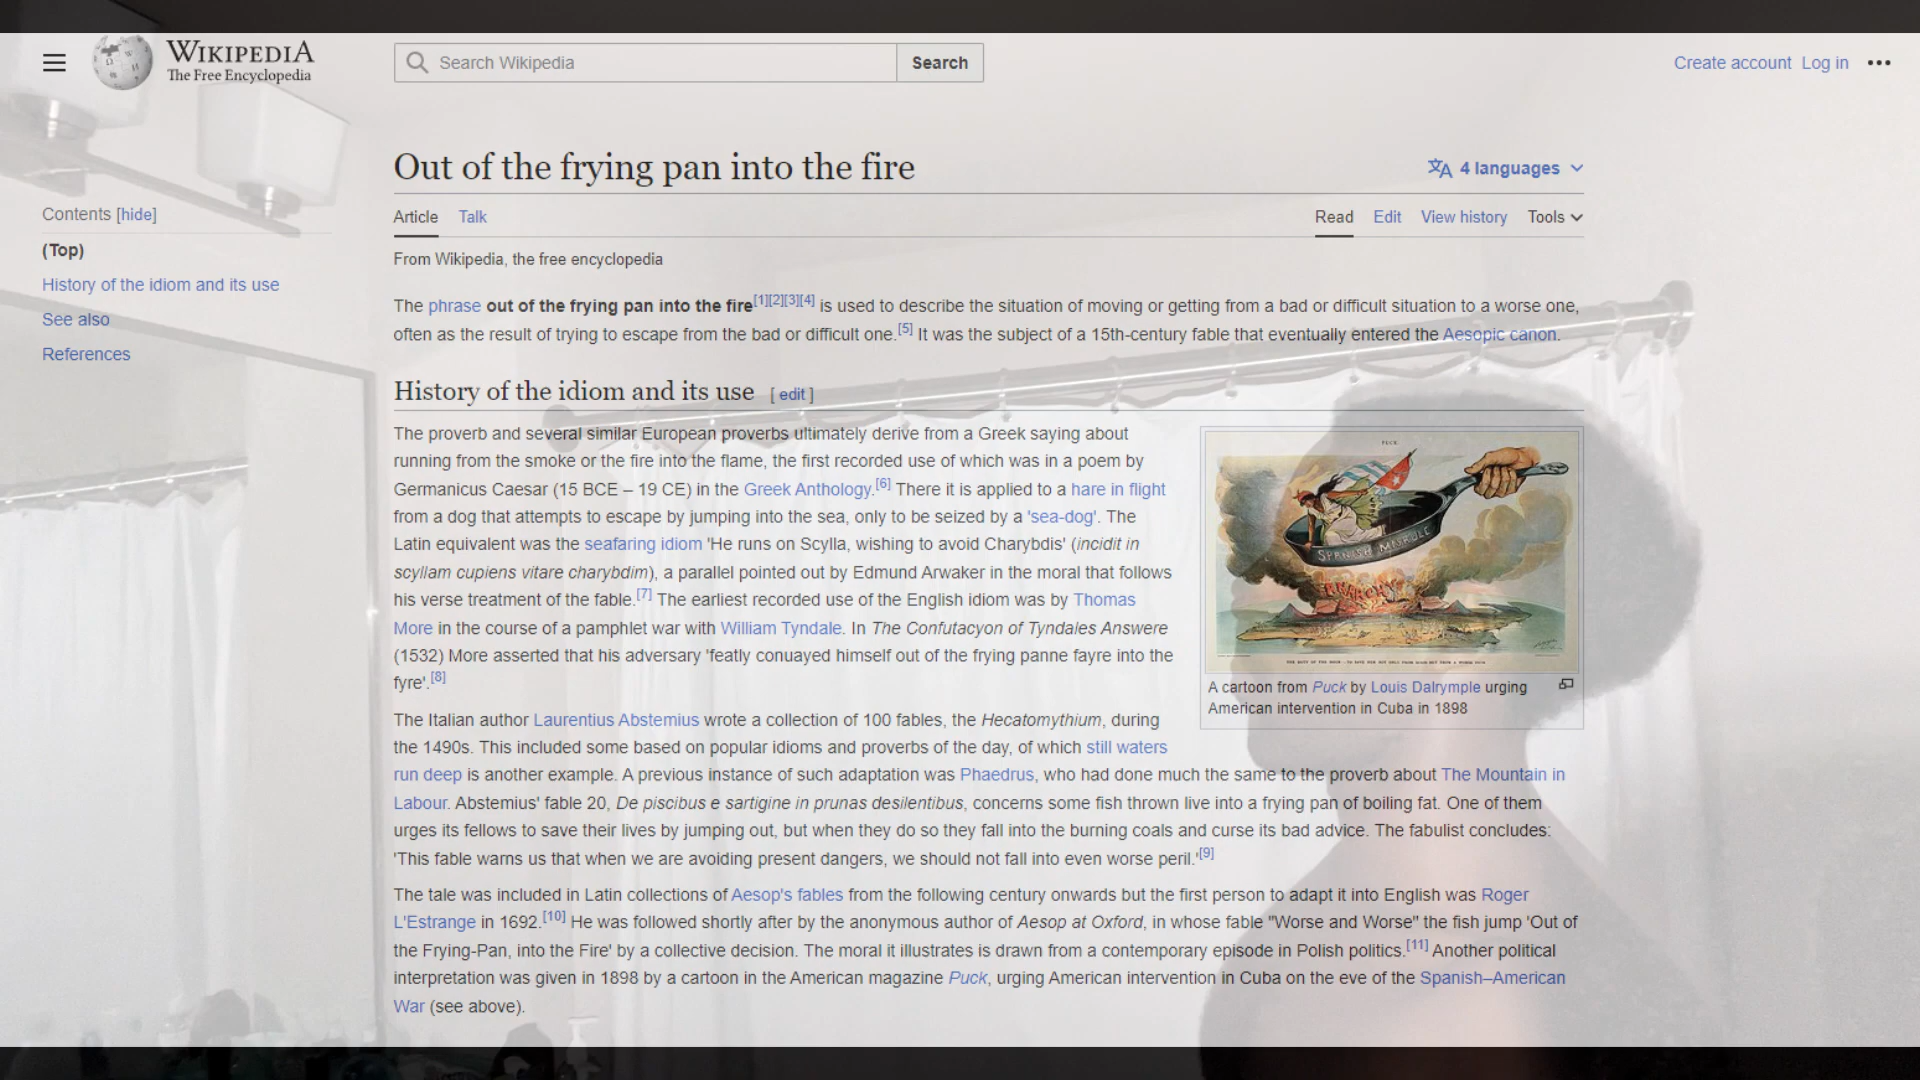 WIKIPEDIA
The Free Encyclopedia
Search Wikipedia
Search
Create account Log in
Out of the frying pan into the fire
4 languages
Contents [hide]
(Top)
History of the idiom and its use
See also
References
Article Talk
Read Edit View history Tools
From Wikipedia, the free encyclopedia
The phrase out of the frying pan into the fire[1][2][3][4] is used to describe the situation of moving or getting from a bad or difficult situation to a worse one,
often as the result of trying to escape from the bad or difficult one.[5] It was the subject of a 15th-century fable that eventually entered the Aesopic canon.
History of the idiom and its use [ edit ]
The proverb and several similar European proverbs ultimately derive from a Greek saying about
running from the smoke or the fire into the flame, the first recorded use of which was in a poem by
Germanicus Caesar (15 BCE – 19 CE) in the Greek Anthology.[6] There it is applied to a hare in flight
from a dog that attempts to escape by jumping into the sea, only to be seized by a 'sea-dog'. The
Latin equivalent was the seafaring idiom 'He runs on Scylla, wishing to avoid Charybdis' (incidit in
scyllam cupiens vitare charybdim), a parallel pointed out by Edmund Arwaker in the moral that follows
his verse treatment of the fable.[7] The earliest recorded use of the English idiom was by Thomas
More in the course of a pamphlet war with William Tyndale. In The Confutacyon of Tyndales Answere
(1532) More asserted that his adversary 'featly conuayed himself out of the frying panne fayre into the
fyre'.[8]
PUCK.
SPANISH MISRULE
ANARCHY
A cartoon from Puck by Louis Dalrymple urging
American intervention in Cuba in 1898
The Italian author Laurentius Abstemius wrote a collection of 100 fables, the Hecatomythium, during
the 1490s. This included some based on popular idioms and proverbs of the day, of which still waters
run deep is another example. A previous instance of such adaptation was Phaedrus, who had done much the same to the proverb about The Mountain in
Labour. Abstemius' fable 20, De piscibus e sartigine in prunas desilentibus, concerns some fish thrown live into a frying pan of boiling fat. One of them
urges its fellows to save their lives by jumping out, but when they do so they fall into the burning coals and curse its bad advice. The fabulist concludes:
'This fable warns us that when we are avoiding present dangers, we should not fall into even worse peril.'[9]
The tale was included in Latin collections of Aesop's fables from the following century onwards but the first person to adapt it into English was Roger
L'Estrange in 1692.[10] He was followed shortly after by the anonymous author of Aesop at Oxford, in whose fable "Worse and Worse" the fish jump 'Out of
the Frying-Pan, into the Fire' by a collective decision. The moral it illustrates is drawn from a contemporary episode in Polish politics.[11] Another political
interpretation was given in 1898 by a cartoon in the American magazine Puck, urging American intervention in Cuba on the eve of the Spanish–American
War (see above).